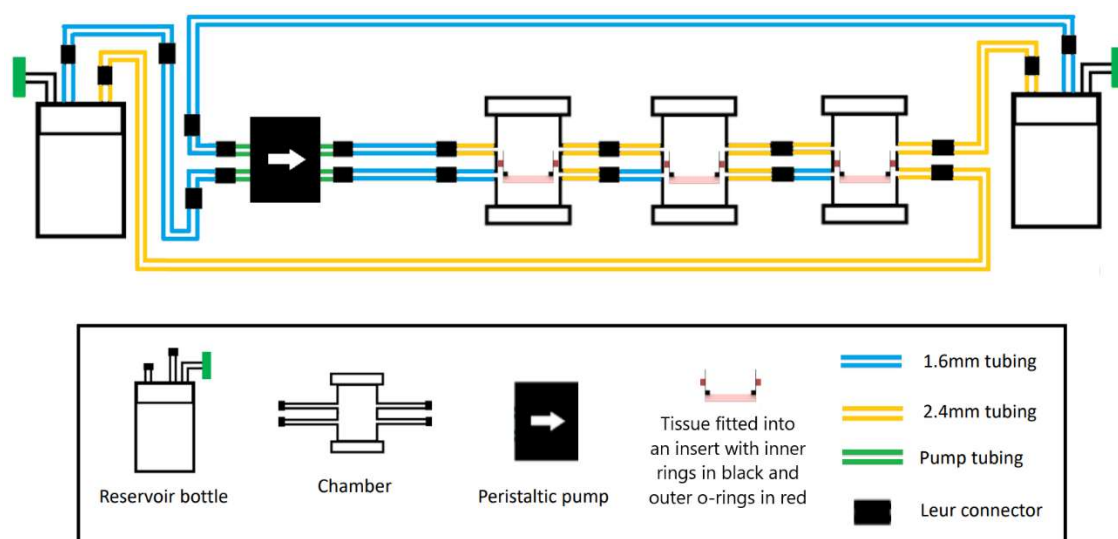 Reservoir bottle
Chamber
Peristaltic pump
Tissue fitted into
an insert with inner
rings in black and
outer o-rings in red
1.6mm tubing
2.4mm tubing
Pump tubing
Leur connector